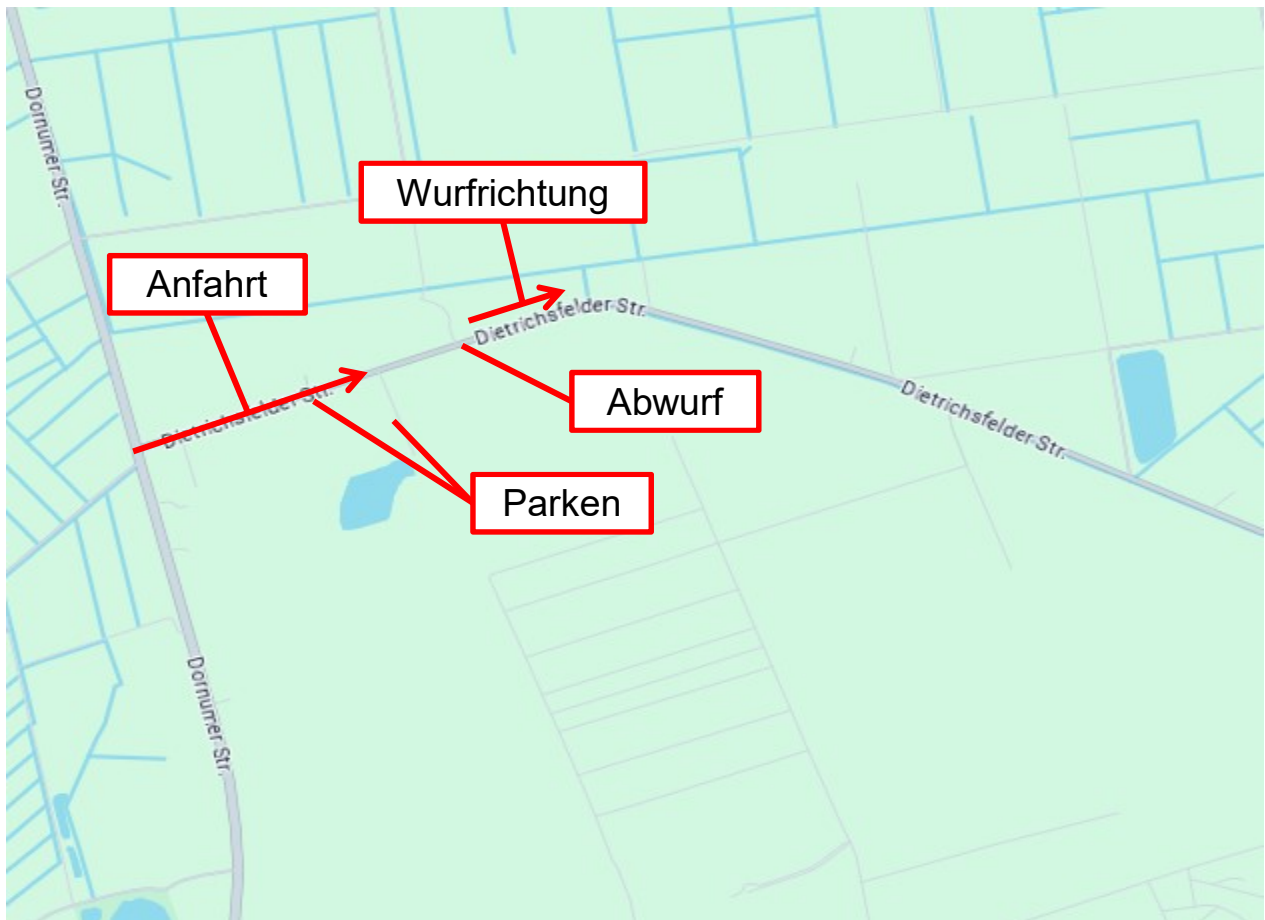 Dornumer Str.
Wurfrichtung
Anfahrt
Dietrichsfelder Str.
Dietrichsfelder Str.
Abwurf
Dietrichsfelder Str.
Parken
Dornumer Str.